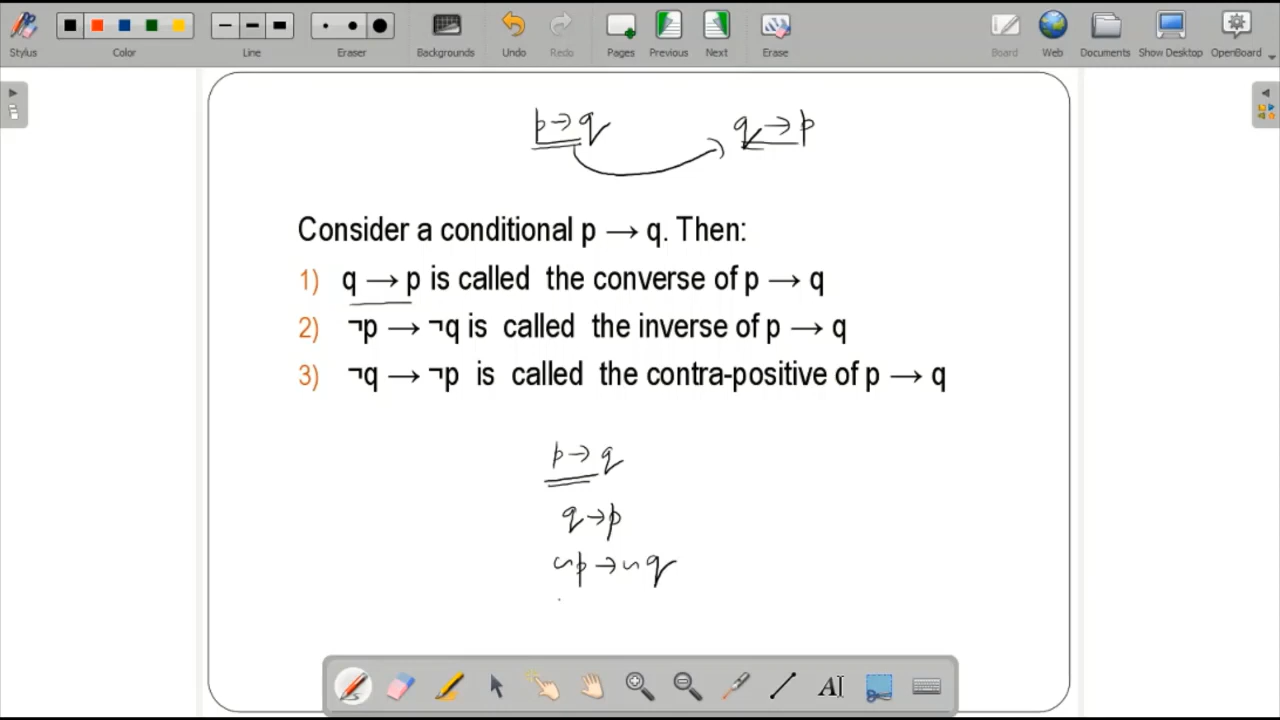 Stylus Color Line Eraser Backgrounds Undo Redo Pages Previous Next Erase Board Web Documents Show Desktop OpenBoard
p → q q → p
Consider a conditional p → q. Then:
1) q → p is called the converse of p → q
2) ¬p → ¬q is called the inverse of p → q
3) ¬q → ¬p is called the contra-positive of p → q
p → q
q → p
~p → ~q
AI